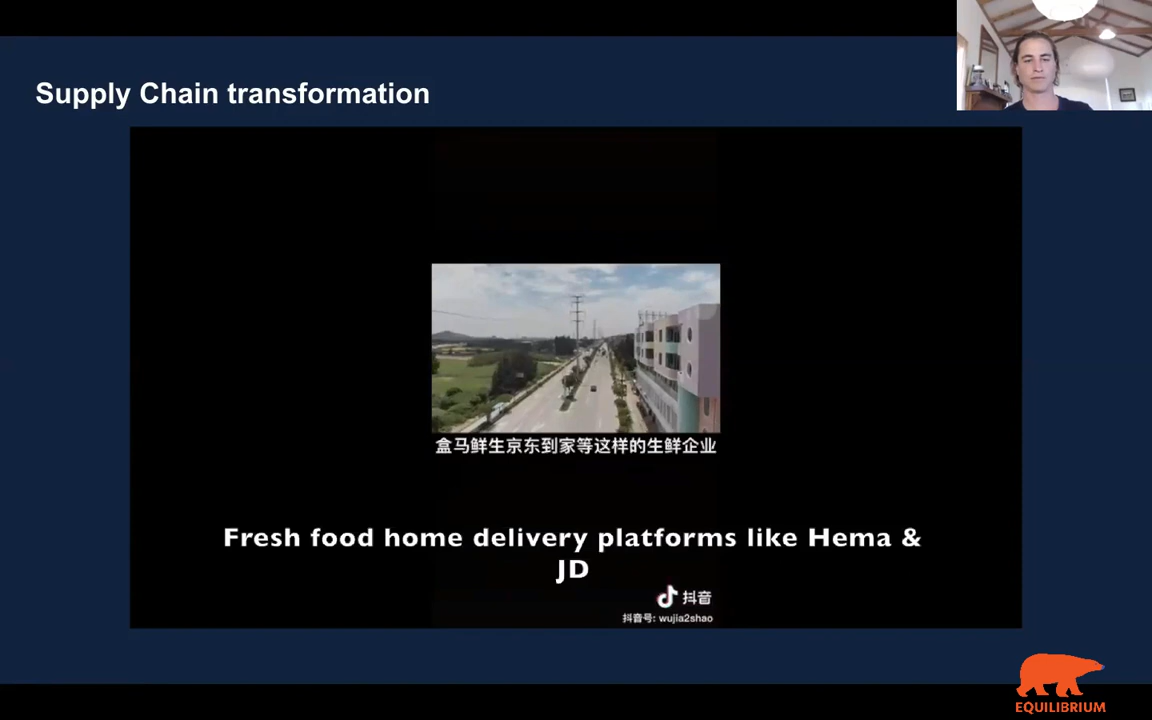 Supply Chain transformation
盒马鲜生京东到家等这样的生鲜企业
Fresh food home delivery platforms like Hema &
JD
抖音
抖音号: wujia2shao
EQUILIBRIUM